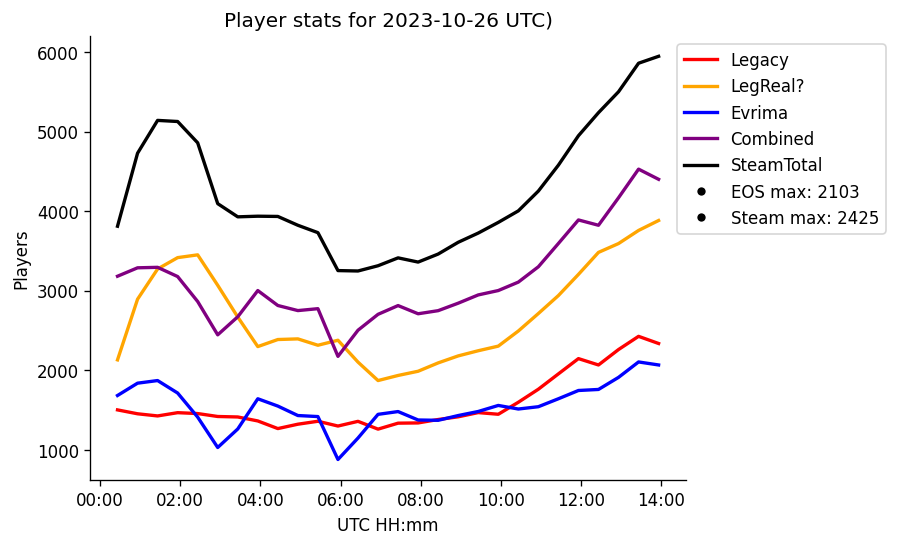 Player stats for 2023-10-26 UTC)
Players
6000
5000
4000
3000
2000
1000
00:00 02:00 04:00 06:00 08:00 10:00 12:00 14:00
UTC HH:mm
Legacy
LegReal?
Evrima
Combined
SteamTotal
EOS max: 2103
Steam max: 2425